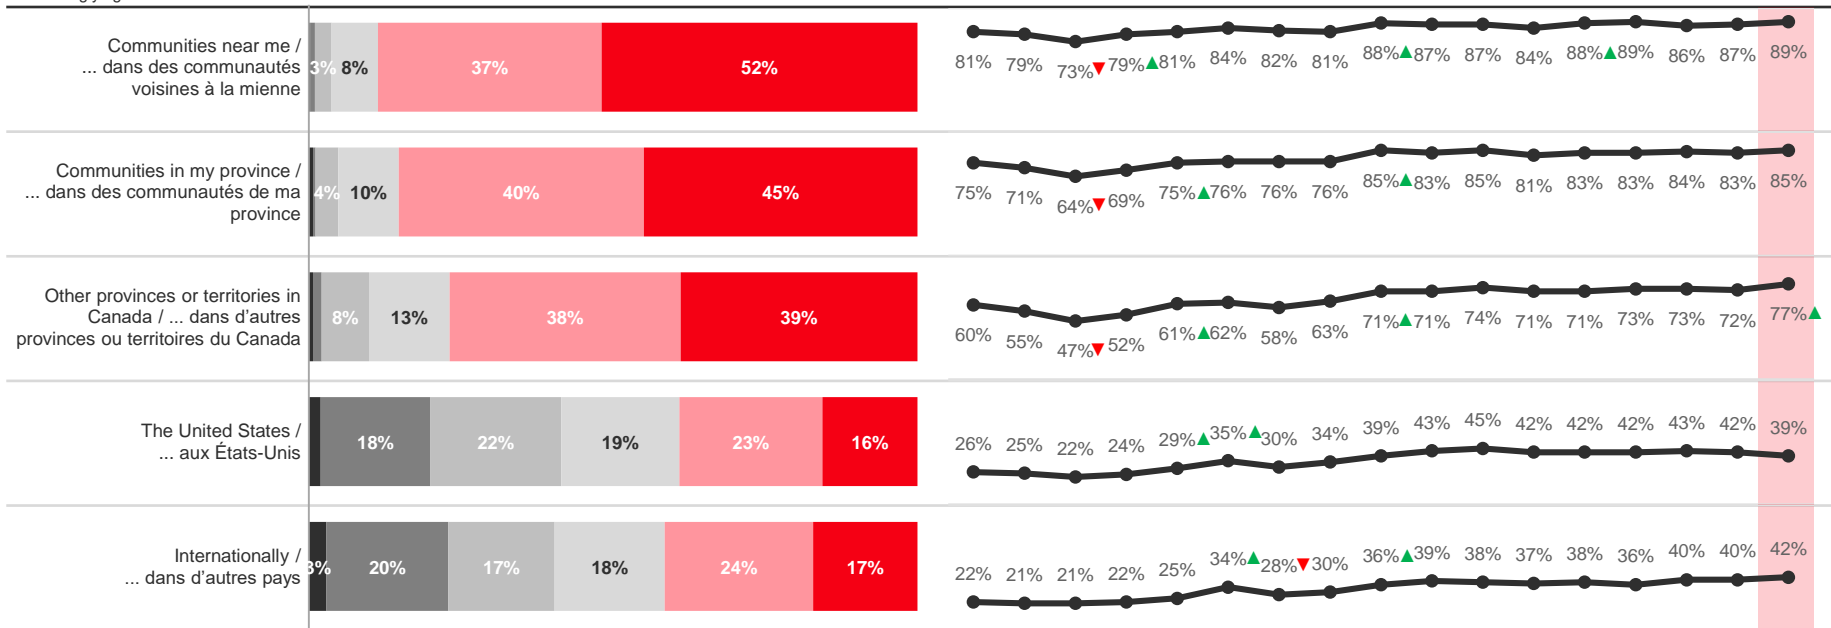 Communities near me /
... dans des communautés
voisines à la mienne
3% 8% 37% 52%
81% 79% 73%▼ 79% ▲81% 84% 82% 81% 88%▲87% 87% 84% 88%▲89% 86% 87% 89%
Communities in my province /
... dans des communautés de ma
province
4% 10% 40% 45%
75% 71% 64%▼ 69% 75% ▲76% 76% 76% 85%▲83% 85% 81% 83% 83% 84% 83% 85%
Other provinces or territories in
Canada / ... dans d'autres
provinces ou territoires du Canada
8% 13% 38% 39%
60% 55% 47%▼ 52% 61% ▲62% 58% 63% 71%▲71% 74% 71% 71% 73% 73% 72% 77%▲
The United States /
... aux États-Unis
18% 22% 19% 23% 16%
26% 25% 22% 24% 29%▲35%▲30% 34% 39% 43% 45% 42% 42% 42% 43% 42% 39%
Internationally /
... dans d'autres pays
3% 20% 17% 18% 24% 17%
22% 21% 21% 22% 25% 34%▲28%▼30% 36%▲39% 38% 37% 38% 36% 40% 40% 42%